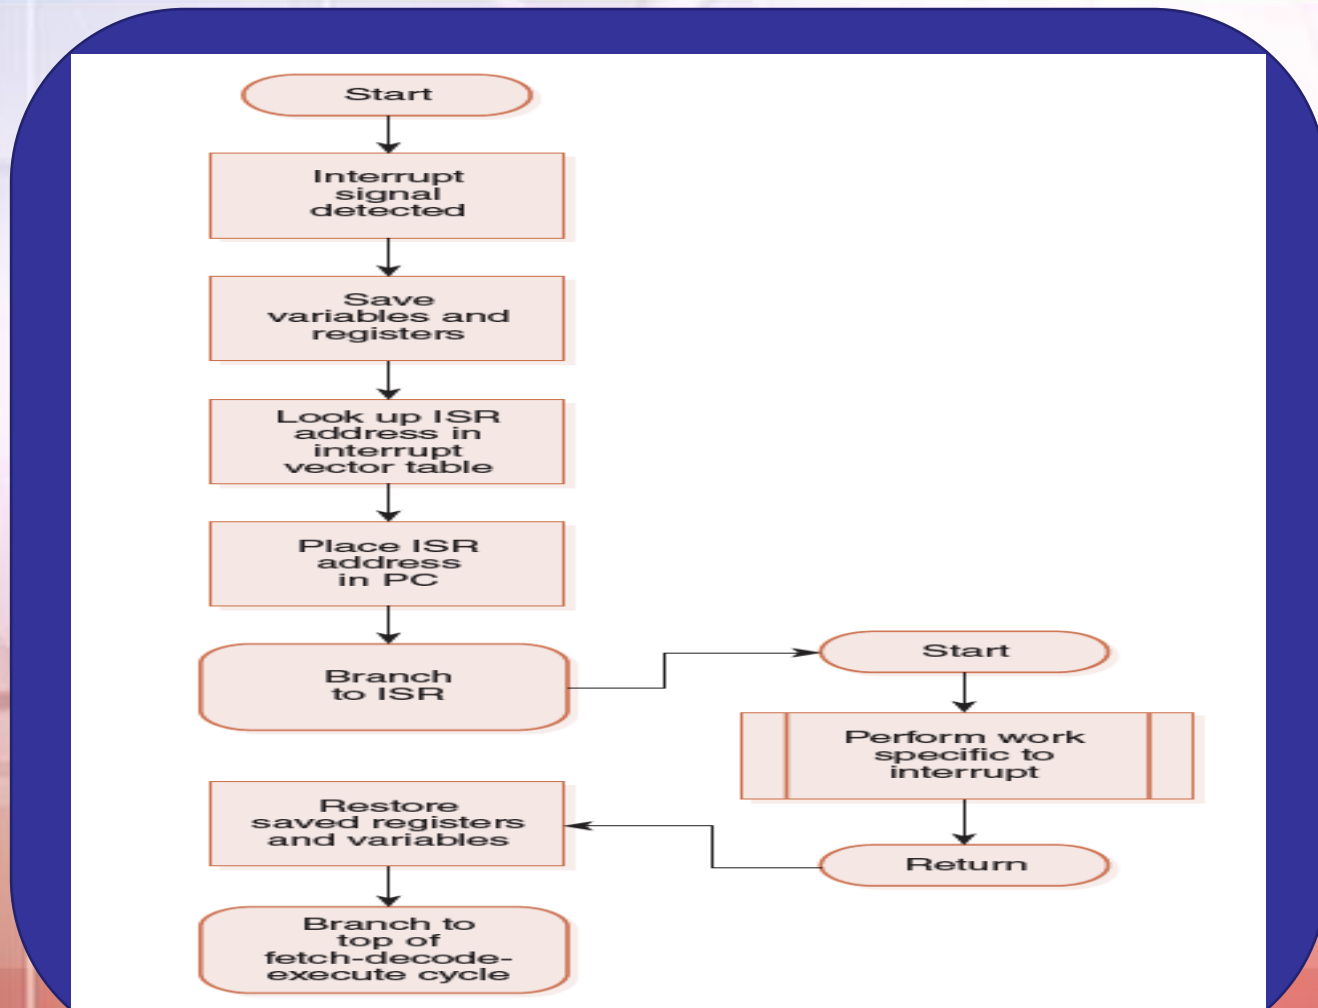 Start
Interrupt
signal
detected
Save
variables and
registers
Look up ISR
address in
interrupt
vector table
Place ISR
address
in PC
Branch
to ISR
Start
Perform work
specific to
interrupt
Return
Restore
saved registers
and variables
Branch to
top of
fetch-decode-
execute cycle